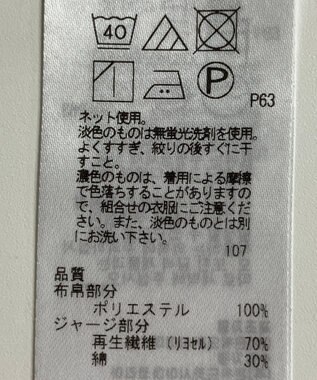 40
P
P63
ネット使用。
淡色のものは無蛍光洗剤を使用。
よくすすぎ、絞りの後すぐに干
すこと。
濃色のものは、着用による摩擦
で色落ちすることがありますの
で、組合せの衣服にご注意くださ
い。また、淡色のものとは別
にお洗い下さい。
107
品質
布帛部分
ポリエステル 100%
ジャージ部分
再生繊維(リヨセル) 70%
綿 30%